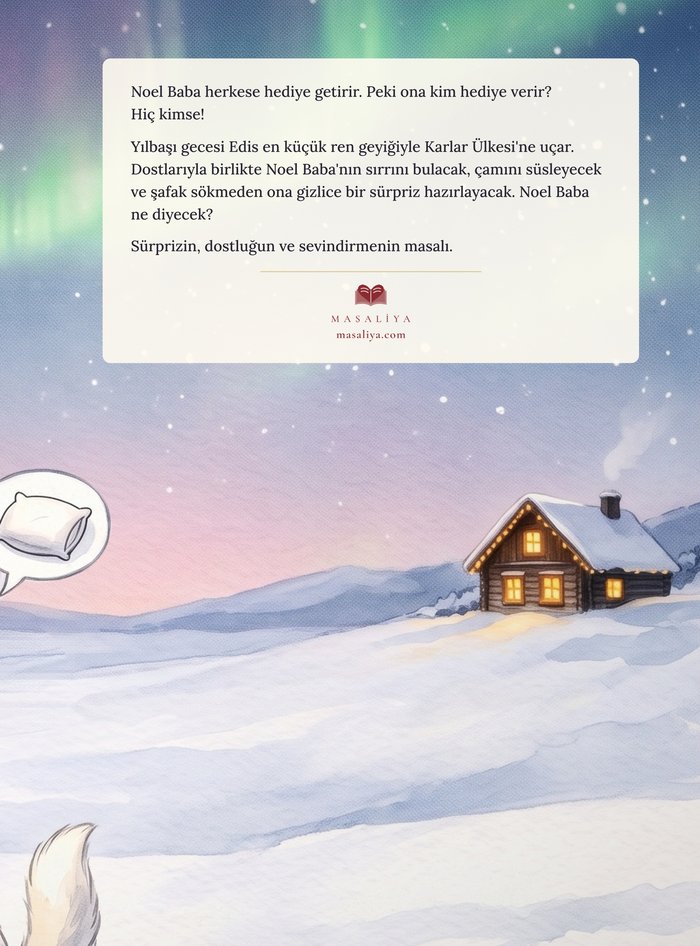 Noel Baba herkese hediye getirir. Peki ona kim hediye verir?
Hiç kimse!
Yılbaşı gecesi Edis en küçük ren geyiğiyle Karlar Ülkesi'ne uçar.
Dostlarıyla birlikte Noel Baba'nın sırrını bulacak, çamını süsleyecek
ve şafak sökmeden ona gizlice bir sürpriz hazırlayacak. Noel Baba
ne diyecek?
Sürprizin, dostluğun ve sevindirmenin masalı.
MASALİYA
masaliya.com